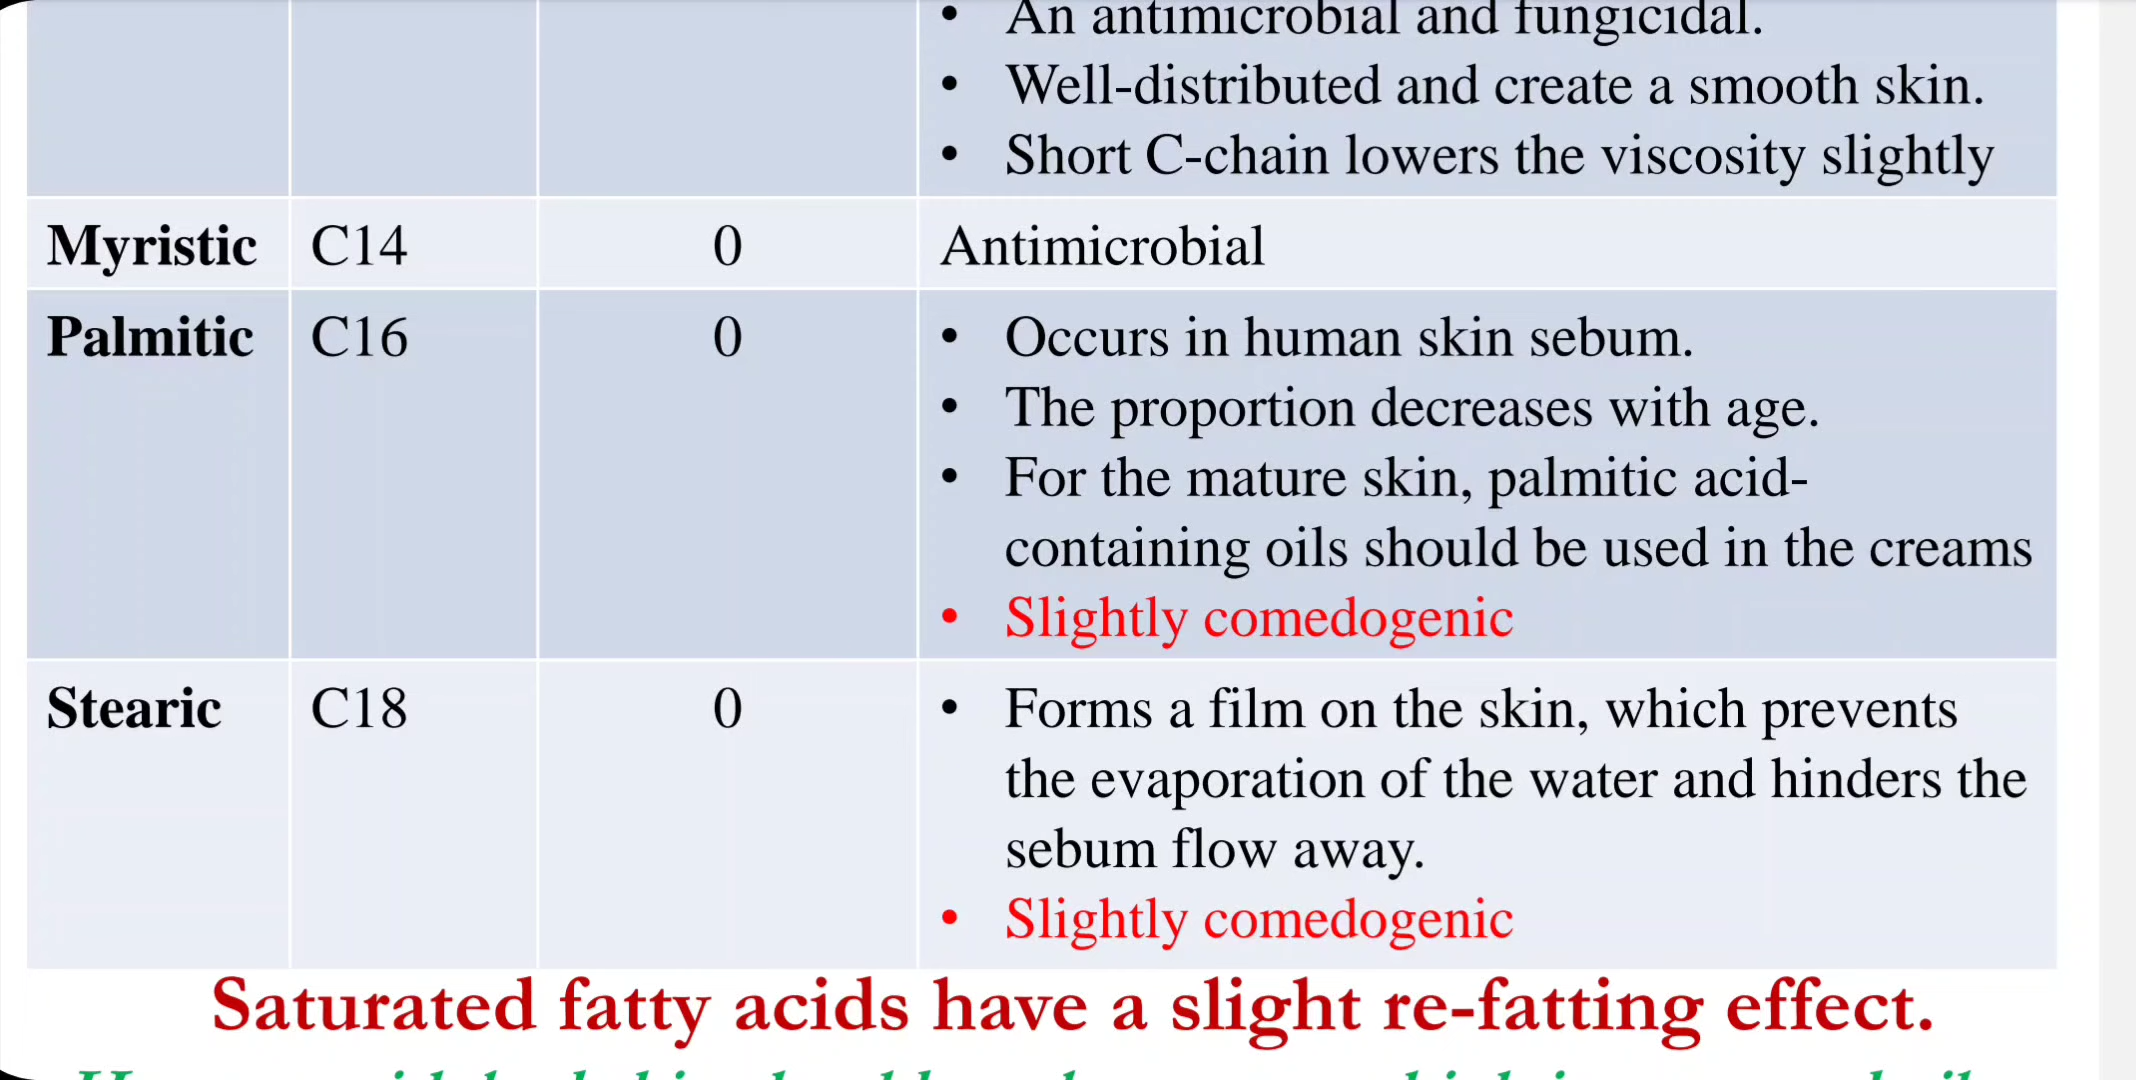 • An antimicrobial and fungicidal.
• Well-distributed and create a smooth skin.
• Short C-chain lowers the viscosity slightly
Myristic C14 0 Antimicrobial
Palmitic C16 0 • Occurs in human skin sebum.
• The proportion decreases with age.
• For the mature skin, palmitic acid-
containing oils should be used in the creams
• Slightly comedogenic
Stearic C18 0 • Forms a film on the skin, which prevents
the evaporation of the water and hinders the
sebum flow away.
• Slightly comedogenic
Saturated fatty acids have a slight re-fatting effect.